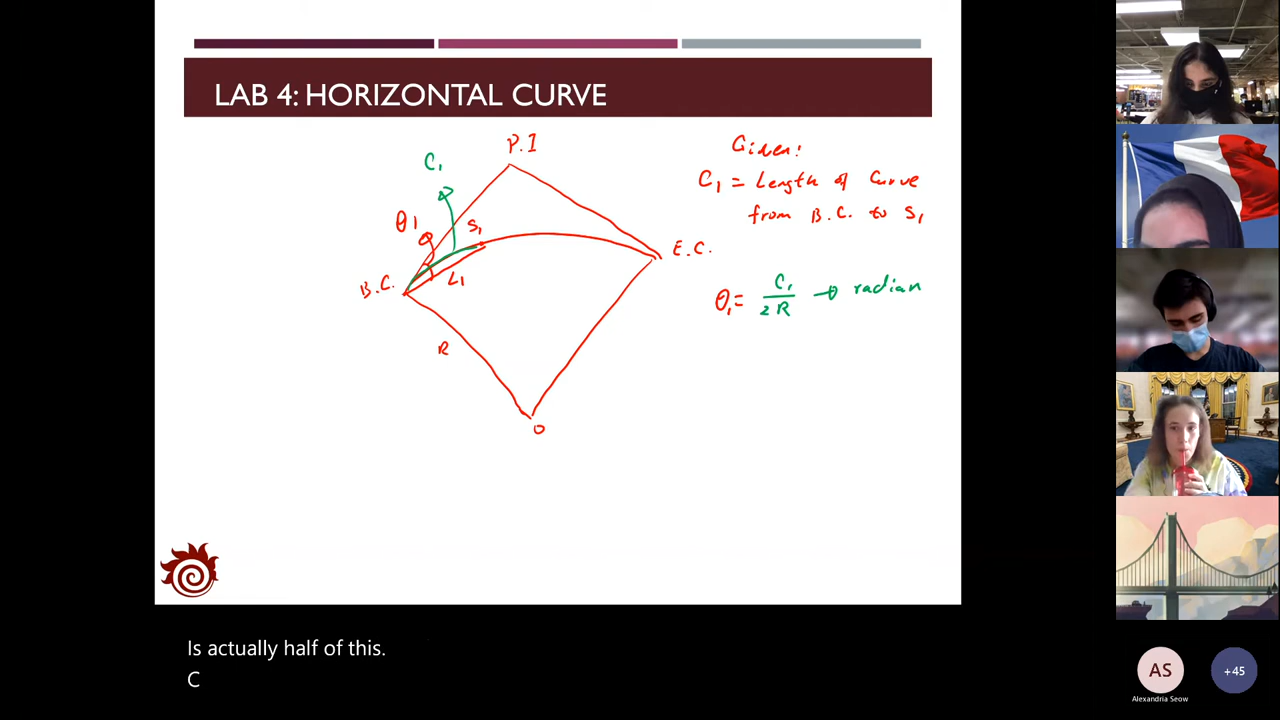 LAB 4: HORIZONTAL CURVE
P.I
C1
θ1
S1
B.C.
L1
E.C.
R
O
Given:
C1 = Length of Curve
from B.C. to S1
θ1 = C1 / 2R → radian
Is actually half of this.
C
AS
Alexandria Seow
+45